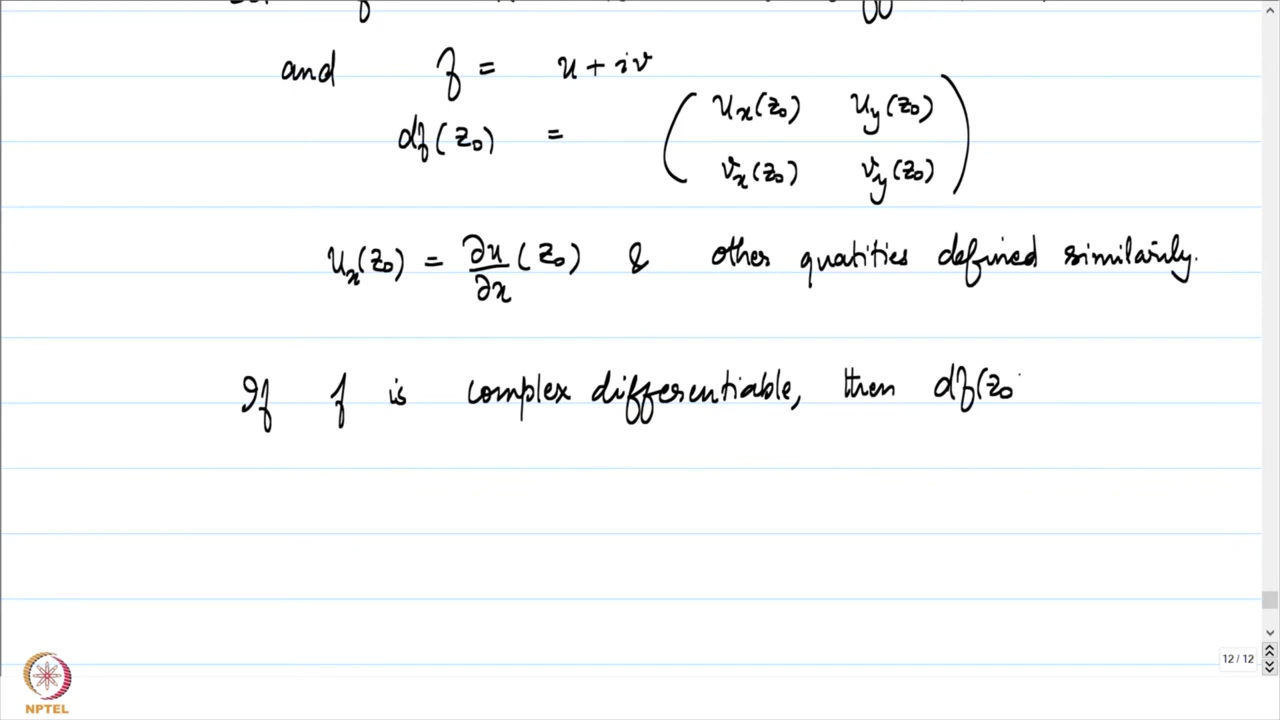 and f = u + iv
df(z₀) = ( uₓ(z₀) u_y(z₀)
vₓ(z₀) v_y(z₀) )
uₓ(z₀) = ∂u/∂x (z₀) & other quatities defined similarily.
If f is complex differentiable, then df(z₀
12 / 12
NPTEL